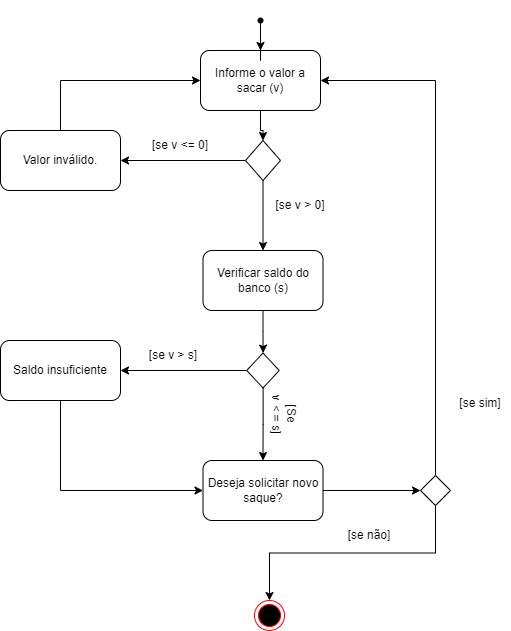 Informe o valor a
sacar (v)
[se v <= 0]
Valor inválido.
[se v > 0]
Verificar saldo do
banco (s)
[se v > s]
Saldo insuficiente
[Se
v <= s]
[se sim]
Deseja solicitar novo
saque?
[se não]